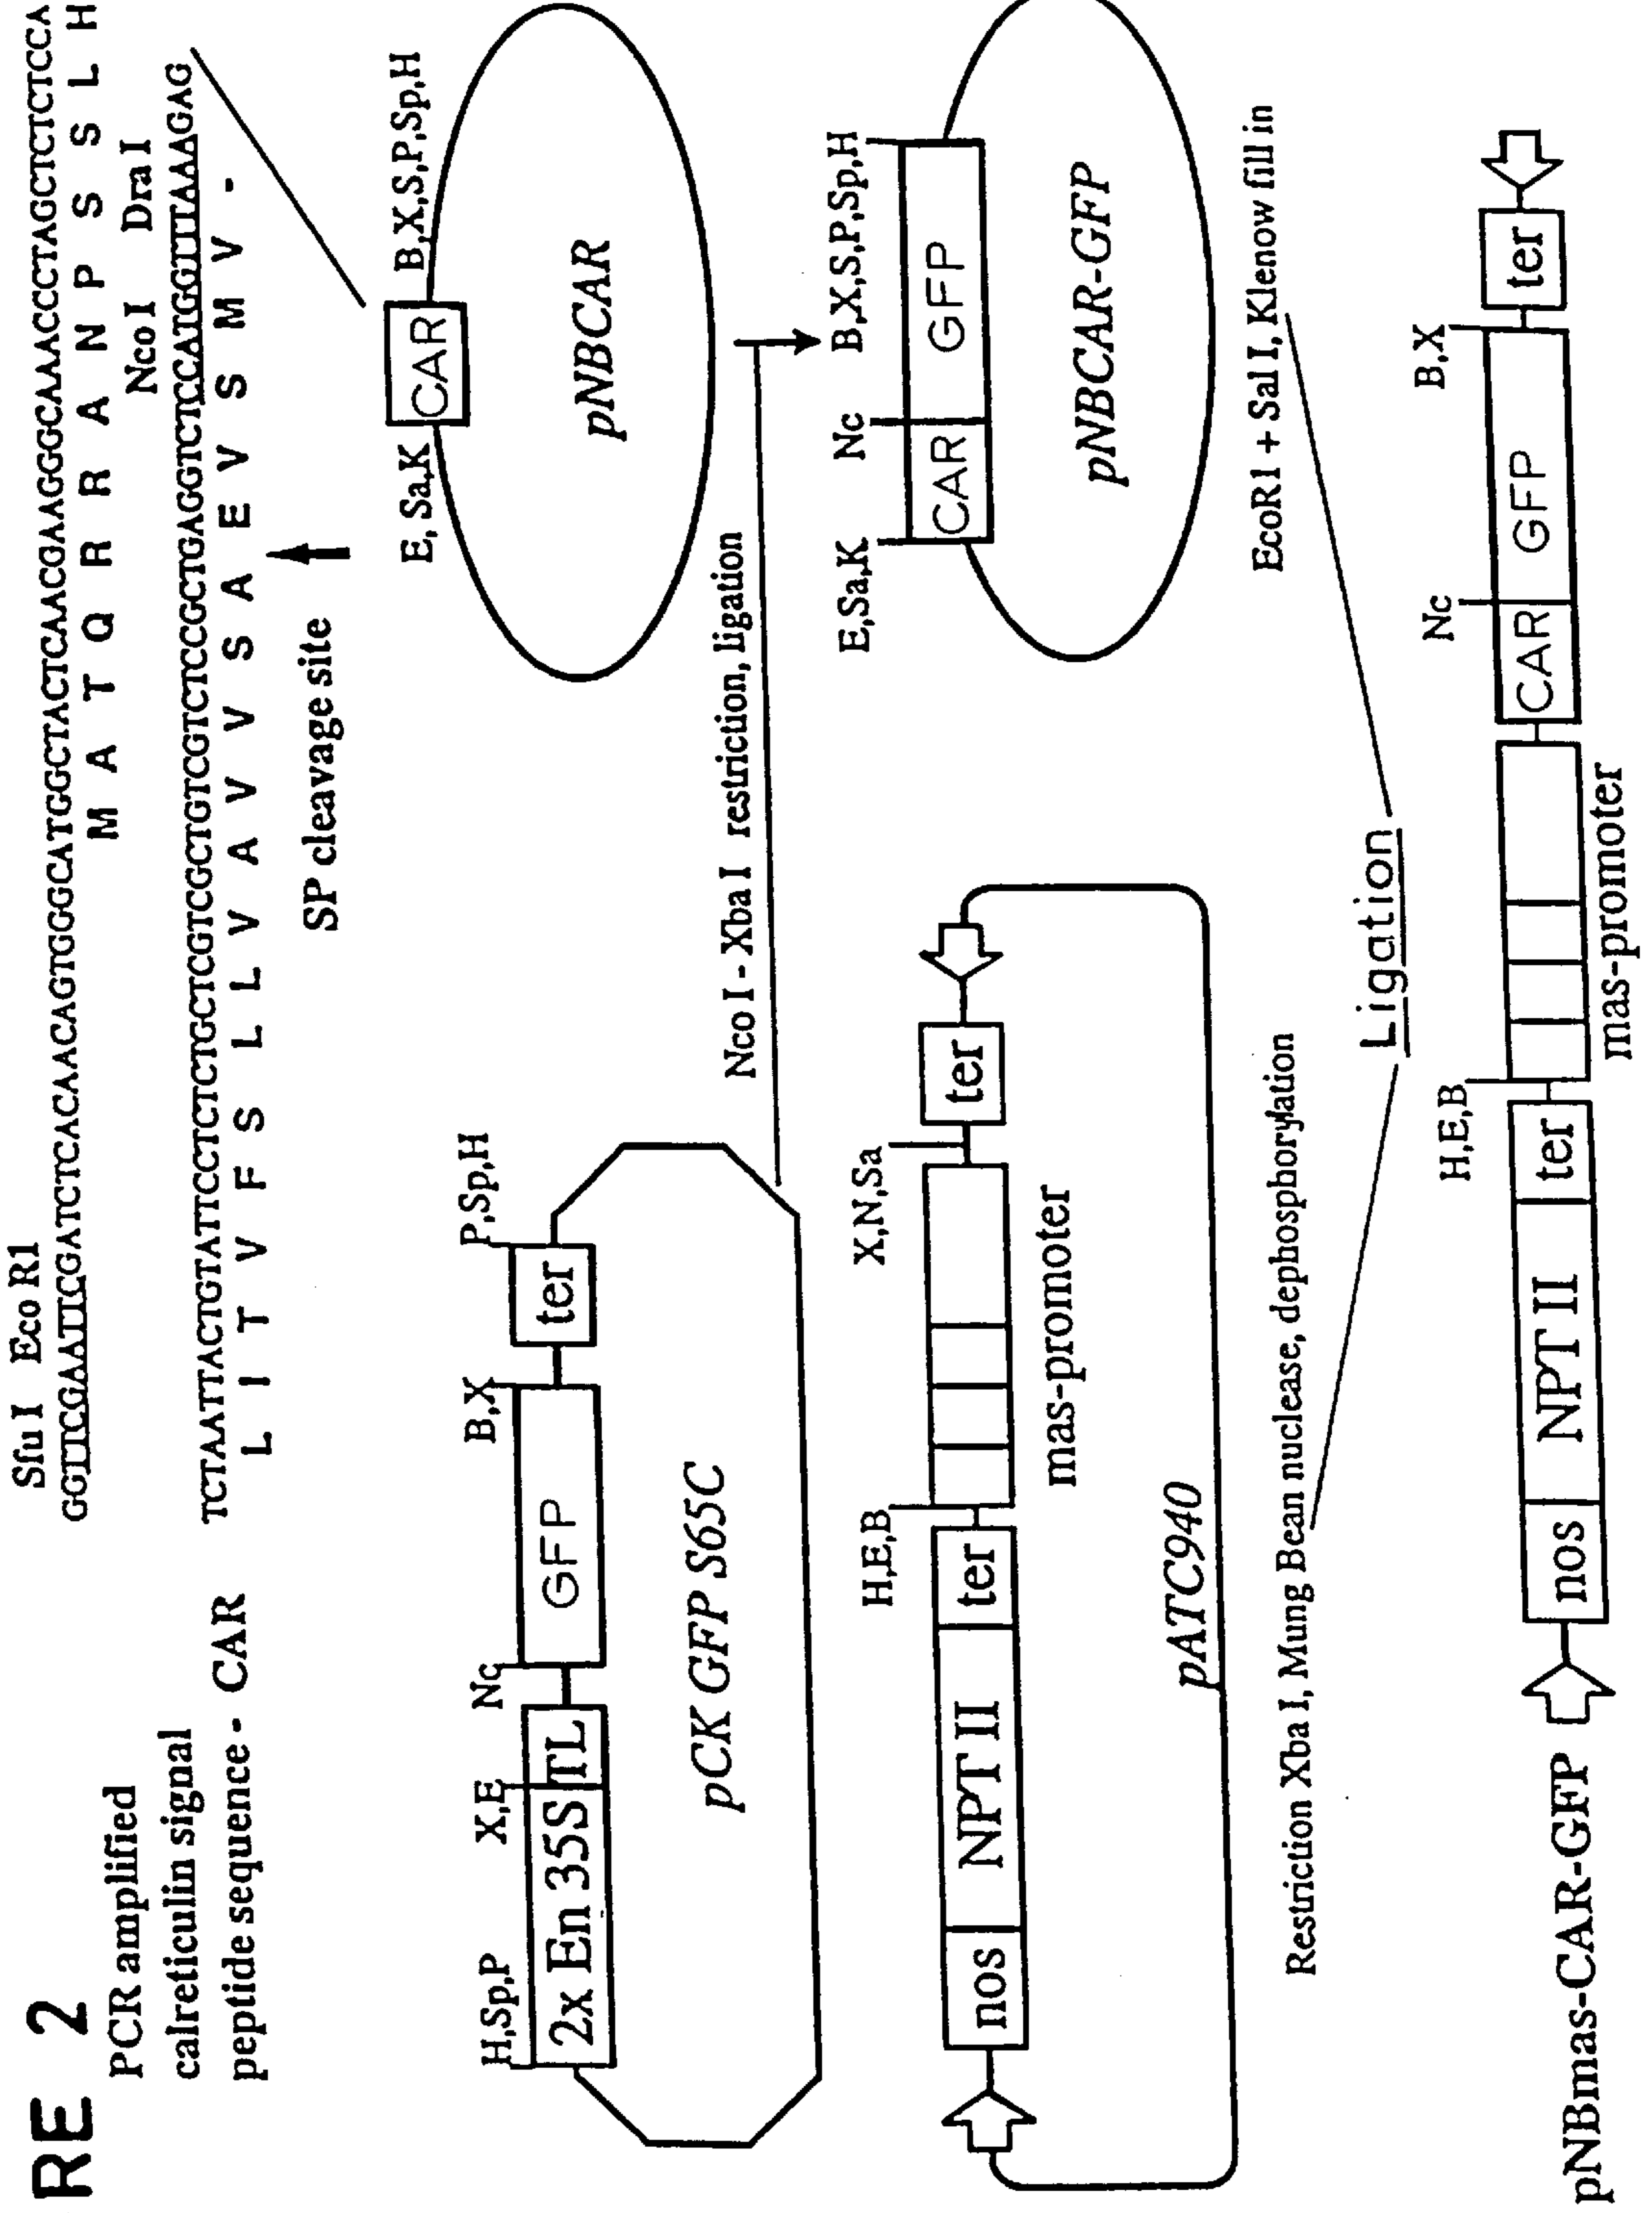 RE 2
PCR amplified
calreticulin signal
peptide sequence - CAR
Sfu I Eco R1
GGTTCGAATTCGATCTCACAACAGTGGGCATGGCTACTCAACGAAGGGCAAACCCTAGCTCTCTCCA
M A T Q R R A N P S S L H
Nco I Dra I
TCTAATTACTGTATTCCTCTCTGCTCGTCGCTGTCGTCTCCGCTGAGGTCTCCATGGTTTAAAGAG
L I T V F S L L V A V V S A E V S M V -
SP cleavage site
H,Sp,P
X,E
Nc
B,X
P,Sp,H
2x En 35S
TL
GFP
ter
pCK GFP S65C
E, Sa,K
CAR
B,X,S,P,Sp,H
pNBCAR
Nco I - Xba I restriction, ligation
E,Sa,K
Nc
B,X,S,P,Sp,H
CAR
GFP
pNBCAR-GFP
H,E,B
X,N,Sa
nos
NPT II
ter
ter
mas-promoter
pATC940
Restriction Xba I, Mung Bean nuclease, dephosphorylation
EcoR1 + Sal I, Klenow fill in
Ligation
H,E,B
Nc
B,X
nos
NPT II
ter
CAR
GFP
ter
mas-promoter
pNBmas-CAR-GFP